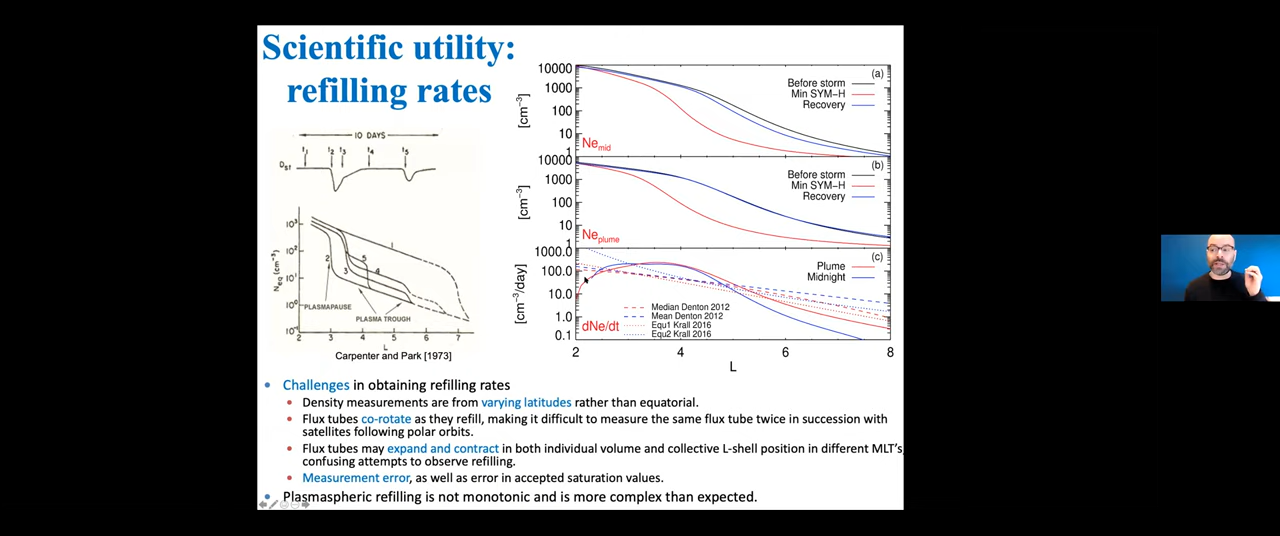 Scientific utility:
refilling rates
10 DAYS
t1 t2 t3 t4 t5
Dst
Neq (cm-3)
10³
10²
10¹
10⁰
10-1
1
2
3
5
4
PLASMAPAUSE
PLASMA TROUGH
2 3 4 5 6 7
L
Carpenter and Park [1973]
(a)
10000
1000
100
10
1
[cm⁻³]
Before storm
Min SYM-H
Recovery
Ne mid
(b)
10000
1000
100
10
1
[cm⁻³]
Before storm
Min SYM-H
Recovery
Ne plume
(c)
1000.0
100.0
1.0
0.1
[cm⁻³/day]
Plume
Midnight
Median Denton 2012
Mean Denton 2012
Equ1 Krall 2016
Equ2 Krall 2016
dNe/dt
2 4 6 8
L
• Challenges in obtaining refilling rates
• Density measurements are from varying latitudes rather than equatorial.
• Flux tubes co-rotate as they refill, making it difficult to measure the same flux tube twice in succession with
satellites following polar orbits.
• Flux tubes may expand and contract in both individual volume and collective L-shell position in different MLT's,
confusing attempts to observe refilling.
• Measurement error, as well as error in accepted saturation values.
• Plasmaspheric refilling is not monotonic and is more complex than expected.